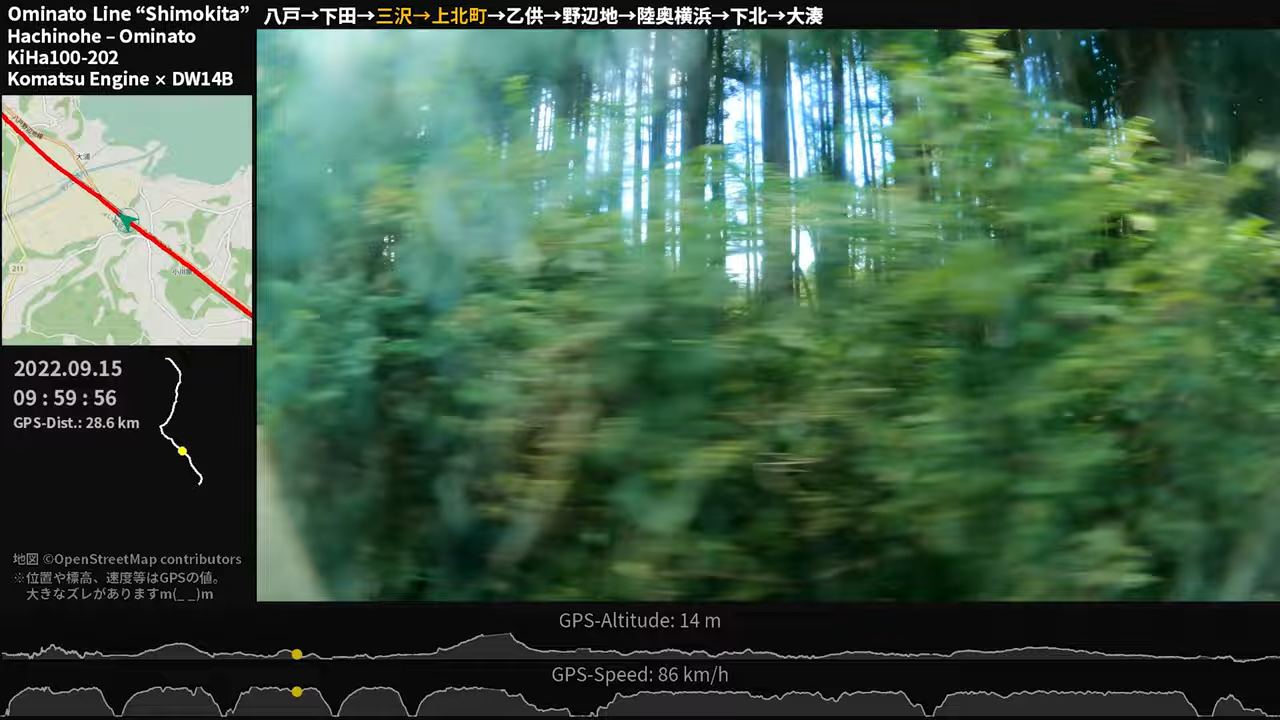 Ominato Line “Shimokita”
Hachinohe – Ominato
KiHa100-202
Komatsu Engine × DW14B
八戸→下田→三沢→上北町→乙供→野辺地→陸奥横浜→下北→大湊
大浦
211
2022.09.15
09 : 59 : 56
GPS-Dist.: 28.6 km
地図 ©OpenStreetMap contributors
※位置や標高、速度等はGPSの値。
大きなズレがありますm(_ _)m
GPS-Altitude: 14 m
GPS-Speed: 86 km/h